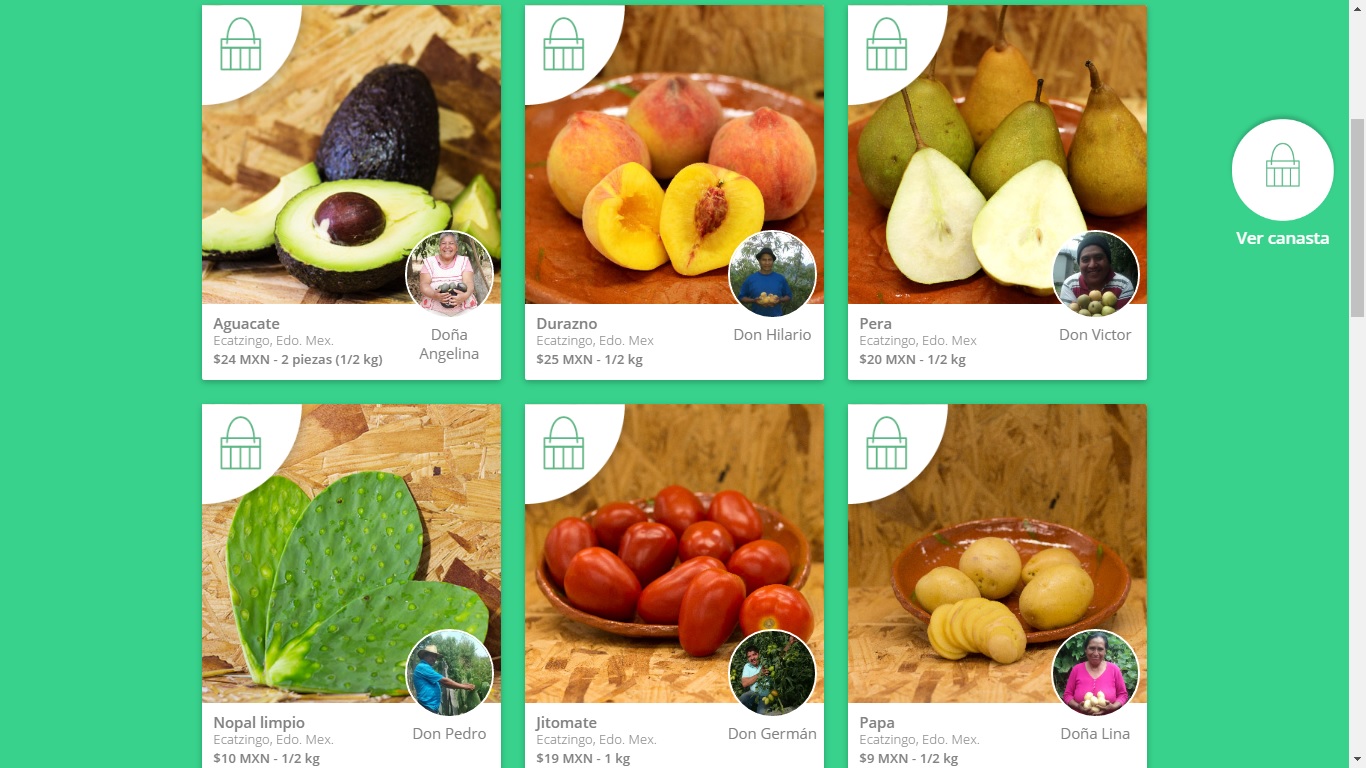 Ver canasta
Aguacate
Ecatzingo, Edo. Mex.
$24 MXN - 2 piezas (1/2 kg)
Doña
Angelina
Durazno
Ecatzingo, Edo. Mex
$25 MXN - 1/2 kg
Don Hilario
Pera
Ecatzingo, Edo. Mex
$20 MXN - 1/2 kg
Don Victor
Nopal limpio
Ecatzingo, Edo. Mex.
$10 MXN - 1/2 kg
Don Pedro
Jitomate
Ecatzingo, Edo. Mex.
$19 MXN - 1 kg
Don Germán
Papa
Ecatzingo, Edo. Mex.
$9 MXN - 1/2 kg
Doña Lina